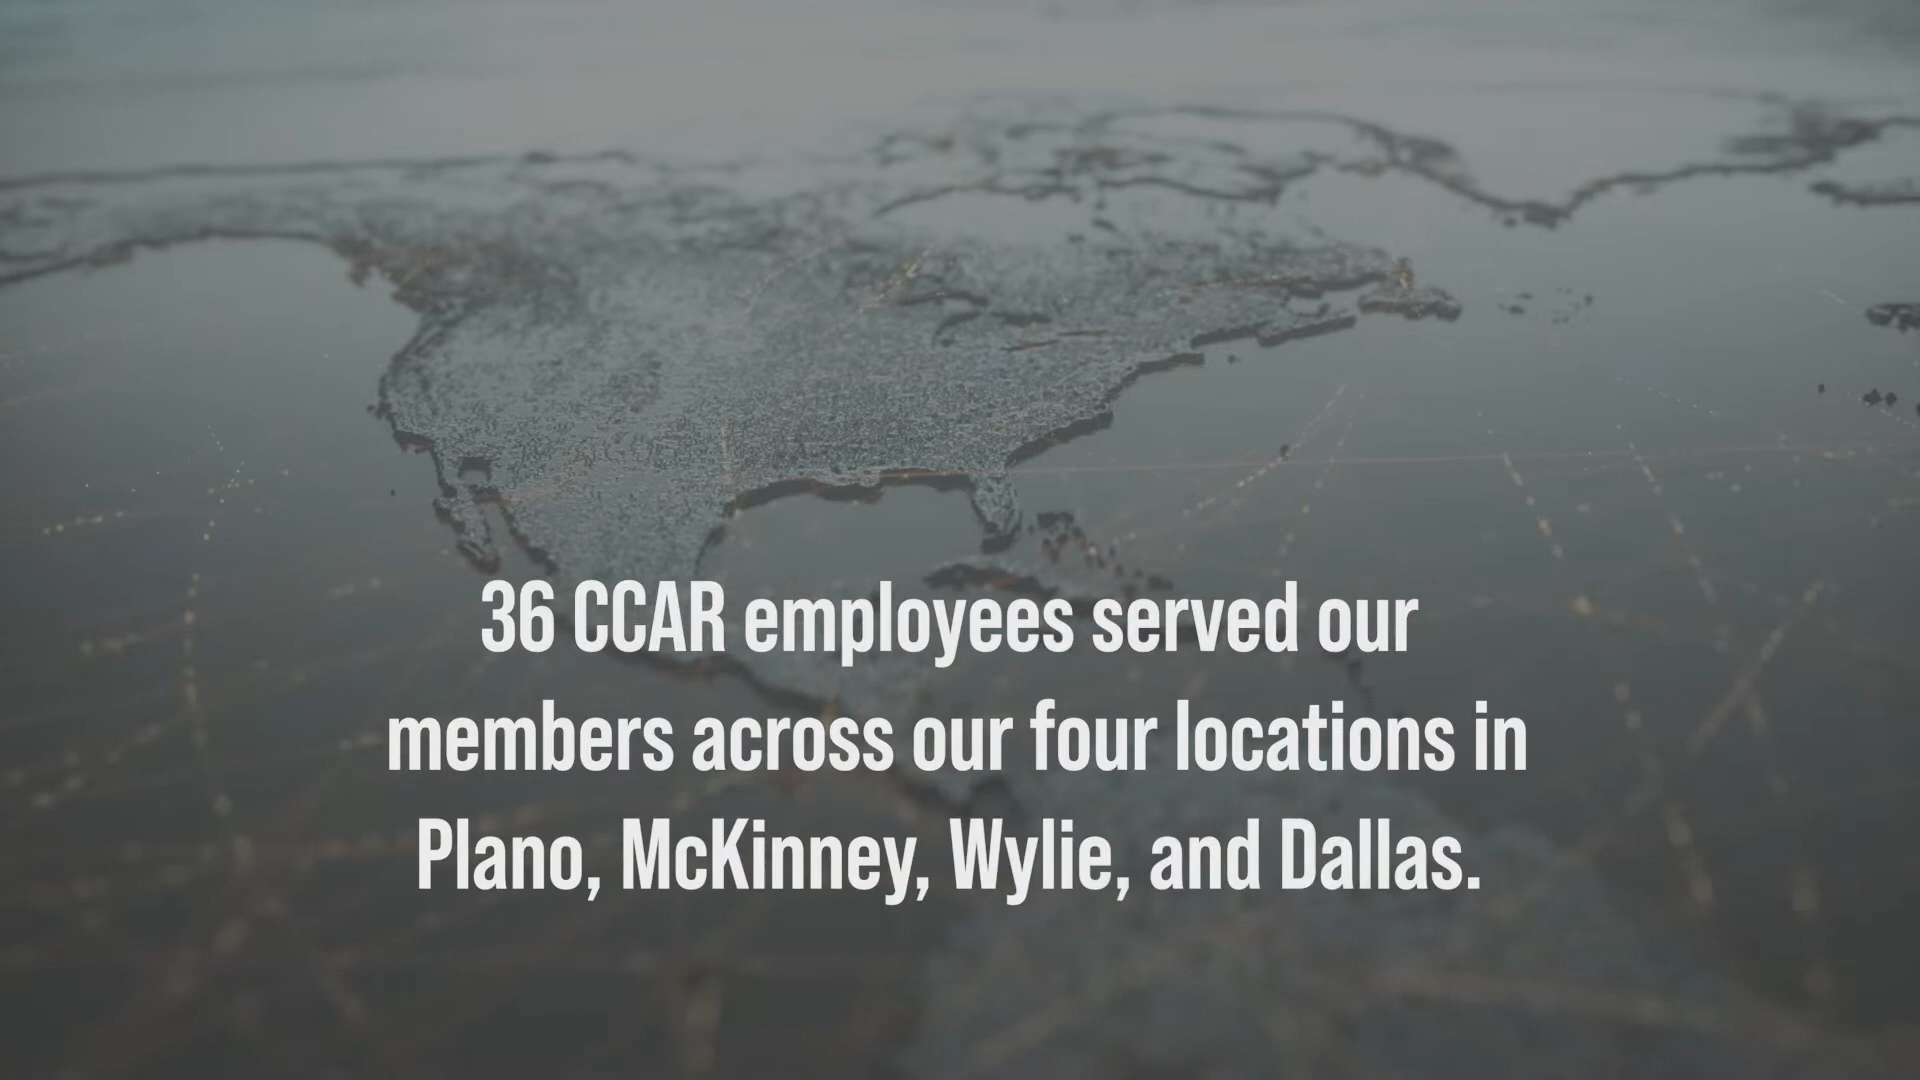 36 CCAR employees served our
members across our four locations in
Plano, McKinney, Wylie, and Dallas.